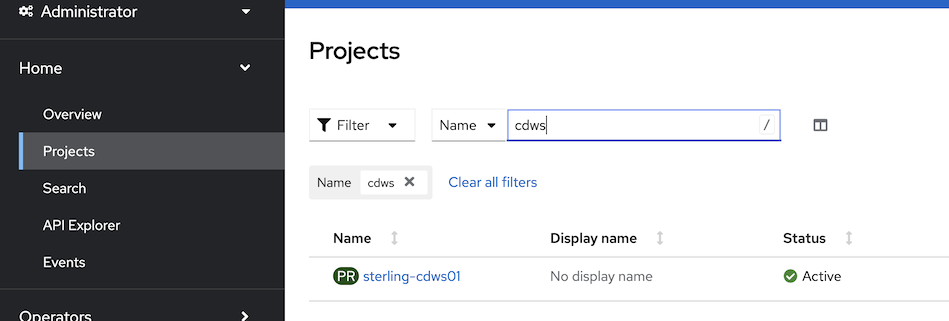 Administrator
Home
Overview
Projects
Search
API Explorer
Events
Operators
Projects
Filter Name cdws /
Name cdws Clear all filters
Name Display name Status
PR sterling-cdws01 No display name Active